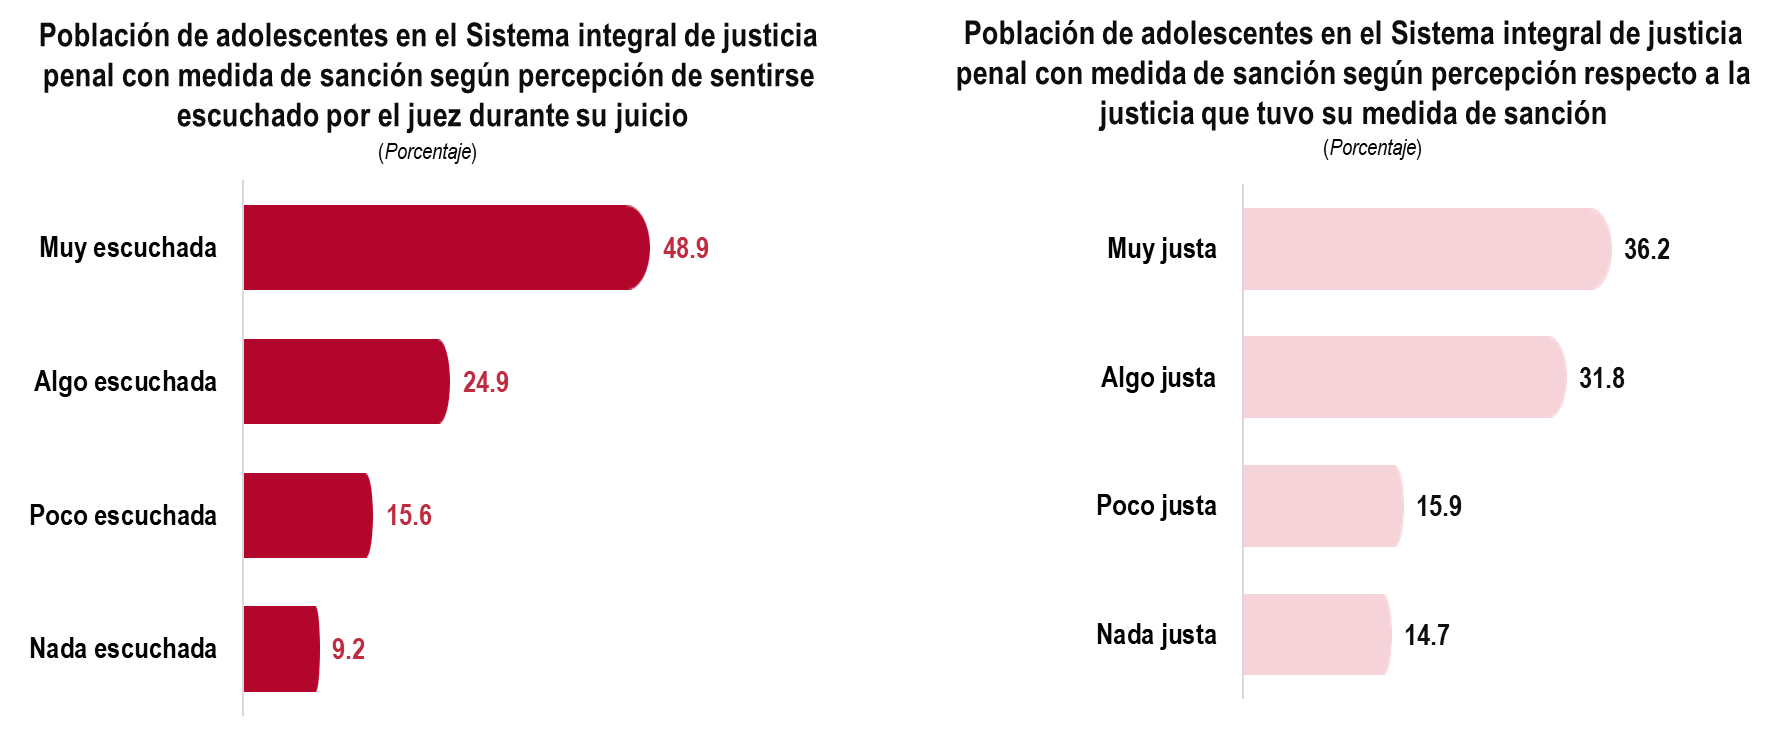 Población de adolescentes en el Sistema integral de justicia
penal con medida de sanción según percepción de sentirse
escuchado por el juez durante su juicio
(Porcentaje)
Muy escuchada
48.9
Algo escuchada
24.9
Poco escuchada
15.6
Nada escuchada
9.2
Población de adolescentes en el Sistema integral de justicia
penal con medida de sanción según percepción respecto a la
justicia que tuvo su medida de sanción
(Porcentaje)
Muy justa
36.2
Algo justa
31.8
Poco justa
15.9
Nada justa
14.7